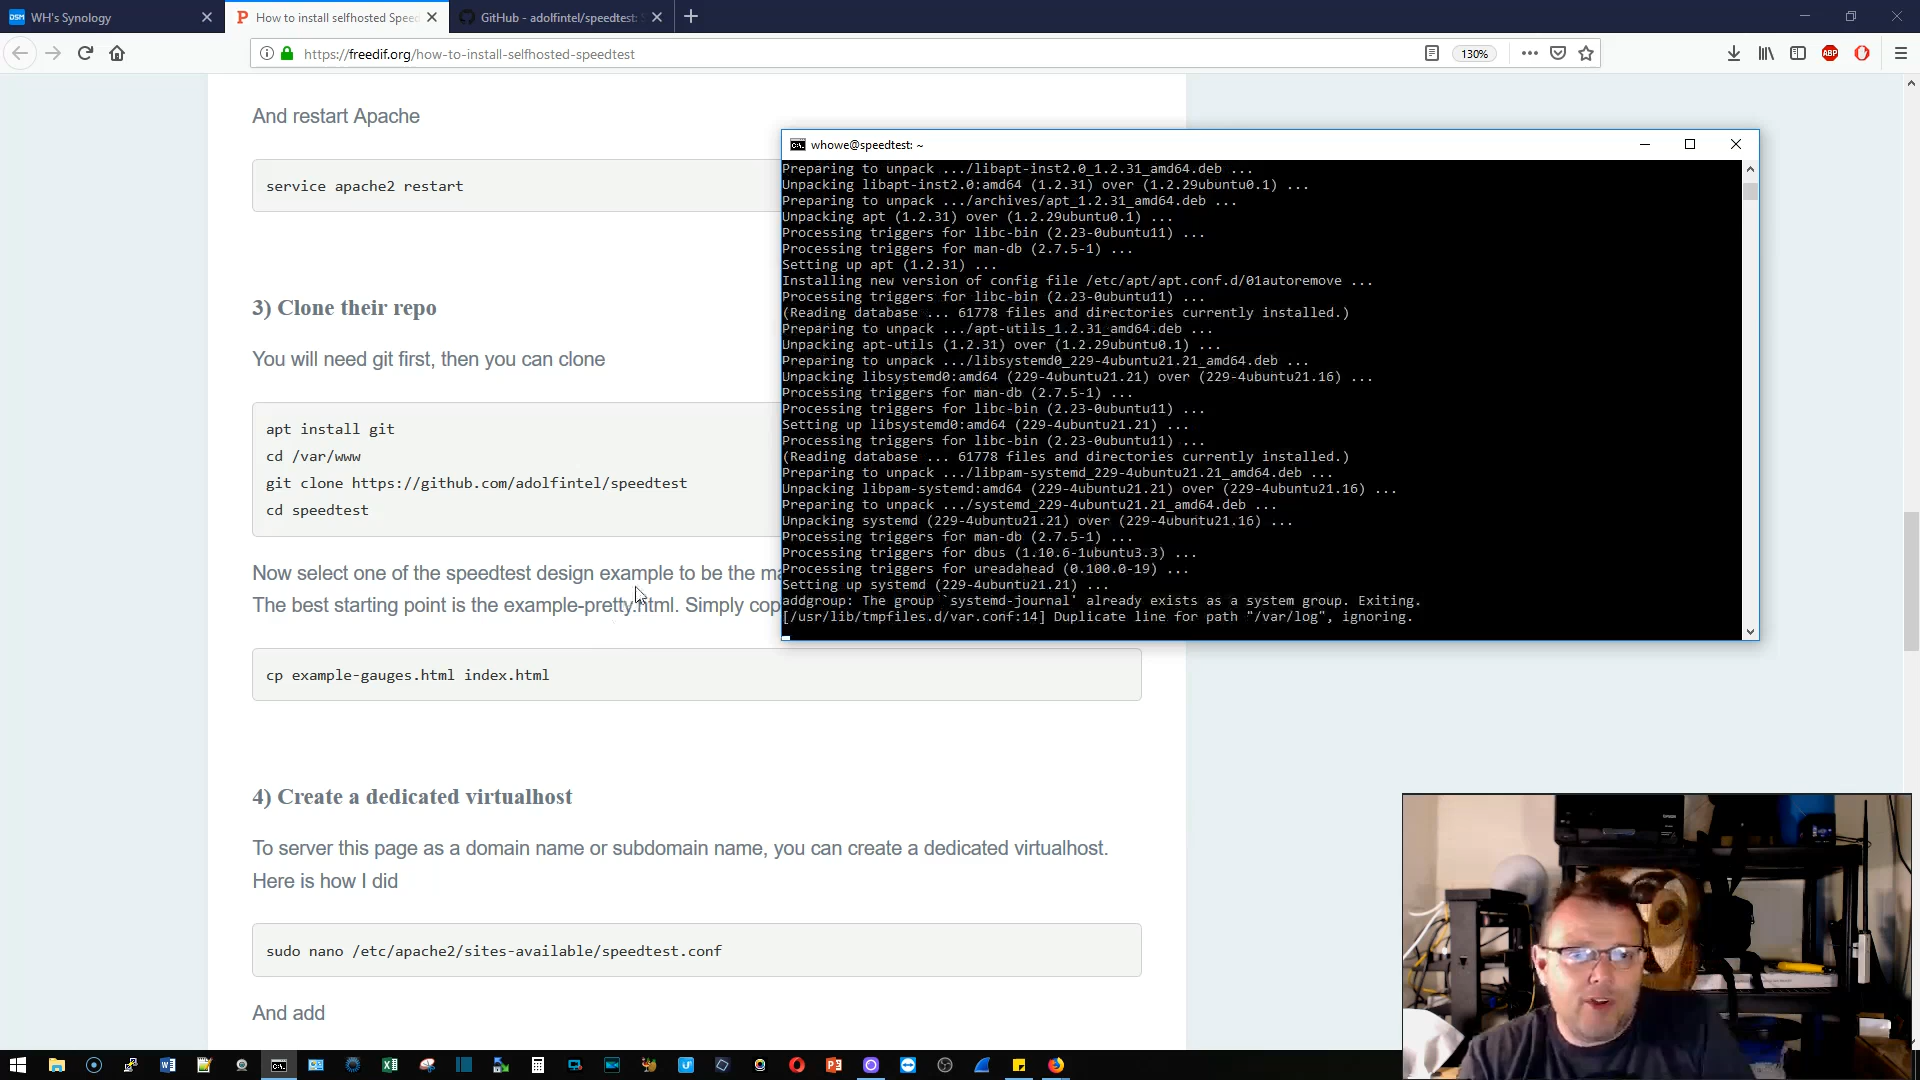 WH's Synology
How to install selfhosted Speed
GitHub - adolfintel/speedtest:
https://freedif.org/how-to-install-selfhosted-speedtest
130%
ABP
And restart Apache
service apache2 restart
3) Clone their repo
You will need git first, then you can clone
apt install git
cd /var/www
git clone https://github.com/adolfintel/speedtest
cd speedtest
Now select one of the speedtest design example to be the ma
The best starting point is the example-pretty.html. Simply cop
cp example-gauges.html index.html
4) Create a dedicated virtualhost
To server this page as a domain name or subdomain name, you can create a dedicated virtualhost.
Here is how I did
sudo nano /etc/apache2/sites-available/speedtest.conf
And add
whowe@speedtest: ~
Preparing to unpack .../libapt-inst2.0_1.2.31_amd64.deb ...
Unpacking libapt-inst2.0:amd64 (1.2.31) over (1.2.29ubuntu0.1) ...
Preparing to unpack .../archives/apt_1.2.31_amd64.deb ...
Unpacking apt (1.2.31) over (1.2.29ubuntu0.1) ...
Processing triggers for libc-bin (2.23-0ubuntu11) ...
Processing triggers for man-db (2.7.5-1) ...
Setting up apt (1.2.31) ...
Installing new version of config file /etc/apt/apt.conf.d/01autoremove ...
Processing triggers for libc-bin (2.23-0ubuntu11) ...
(Reading database ... 61778 files and directories currently installed.)
Preparing to unpack .../apt-utils_1.2.31_amd64.deb ...
Unpacking apt-utils (1.2.31) over (1.2.29ubuntu0.1) ...
Preparing to unpack .../libsystemd0_229-4ubuntu21.21_amd64.deb ...
Unpacking libsystemd0:amd64 (229-4ubuntu21.21) over (229-4ubuntu21.16) ...
Processing triggers for man-db (2.7.5-1) ...
Processing triggers for libc-bin (2.23-0ubuntu11) ...
Setting up libsystemd0:amd64 (229-4ubuntu21.21) ...
Processing triggers for libc-bin (2.23-0ubuntu11) ...
(Reading database ... 61778 files and directories currently installed.)
Preparing to unpack .../libpam-systemd_229-4ubuntu21.21_amd64.deb ...
Unpacking libpam-systemd:amd64 (229-4ubuntu21.21) over (229-4ubuntu21.16) ...
Preparing to unpack .../systemd_229-4ubuntu21.21_amd64.deb ...
Unpacking systemd (229-4ubuntu21.21) over (229-4ubuntu21.16) ...
Processing triggers for man-db (2.7.5-1) ...
Processing triggers for dbus (1.10.6-1ubuntu3.3) ...
Processing triggers for ureadahead (0.100.0-19) ...
Setting up systemd (229-4ubuntu21.21) ...
addgroup: The group `systemd-journal' already exists as a system group. Exiting.
[/usr/lib/tmpfiles.d/var.conf:14] Duplicate line for path "/var/log", ignoring.